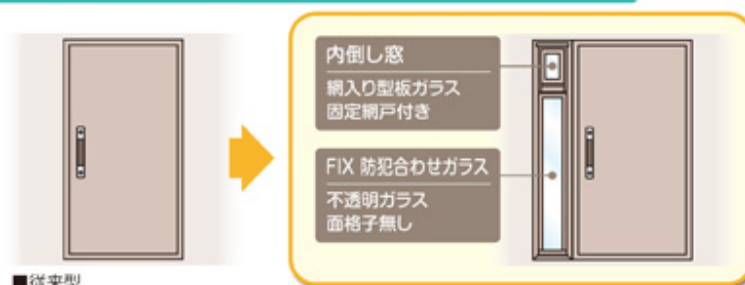 内倒し窓
網入り型板ガラス
固定網戸付き
FIX 防犯合わせガラス
不透明ガラス
面格子無し
■従来型